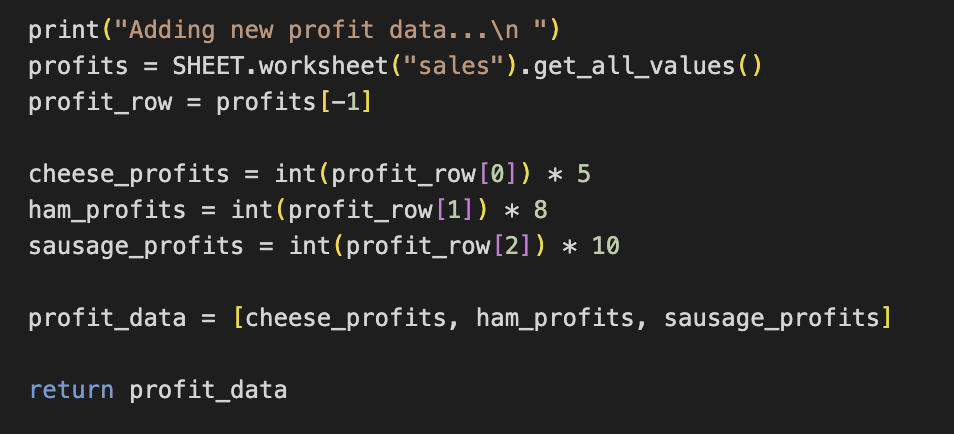 print("Adding new profit data...\n ")
profits = SHEET.worksheet("sales").get_all_values()
profit_row = profits[-1]
cheese_profits = int(profit_row[0]) * 5
ham_profits = int(profit_row[1]) * 8
sausage_profits = int(profit_row[2]) * 10
profit_data = [cheese_profits, ham_profits, sausage_profits]
return profit_data